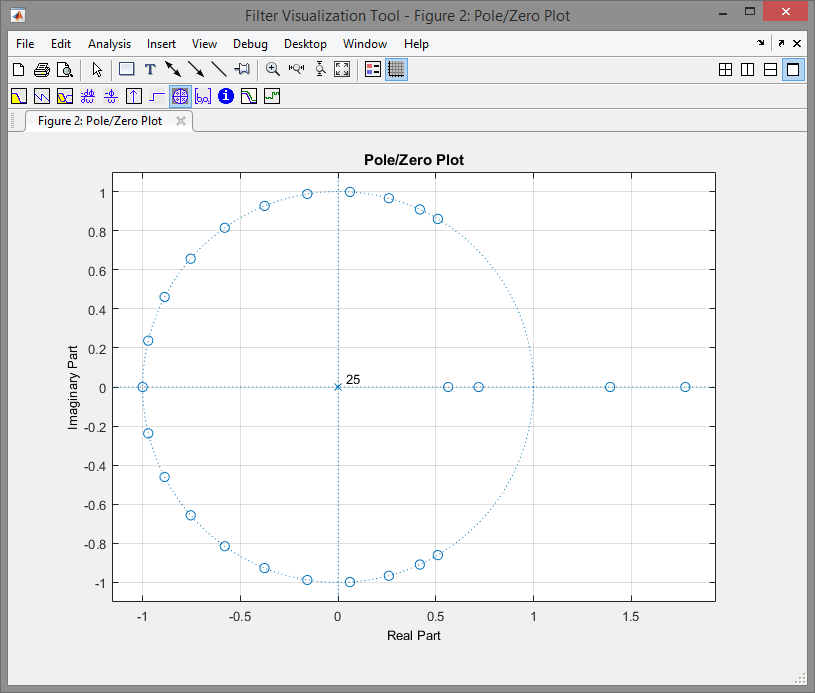 Filter Visualization Tool - Figure 2: Pole/Zero Plot
File Edit Analysis Insert View Debug Desktop Window Help
Figure 2: Pole/Zero Plot
Pole/Zero Plot
1
0.8
0.6
0.4
0.2
0
-0.2
-0.4
-0.6
-0.8
-1
Imaginary Part
25
-1 -0.5 0 0.5 1 1.5
Real Part